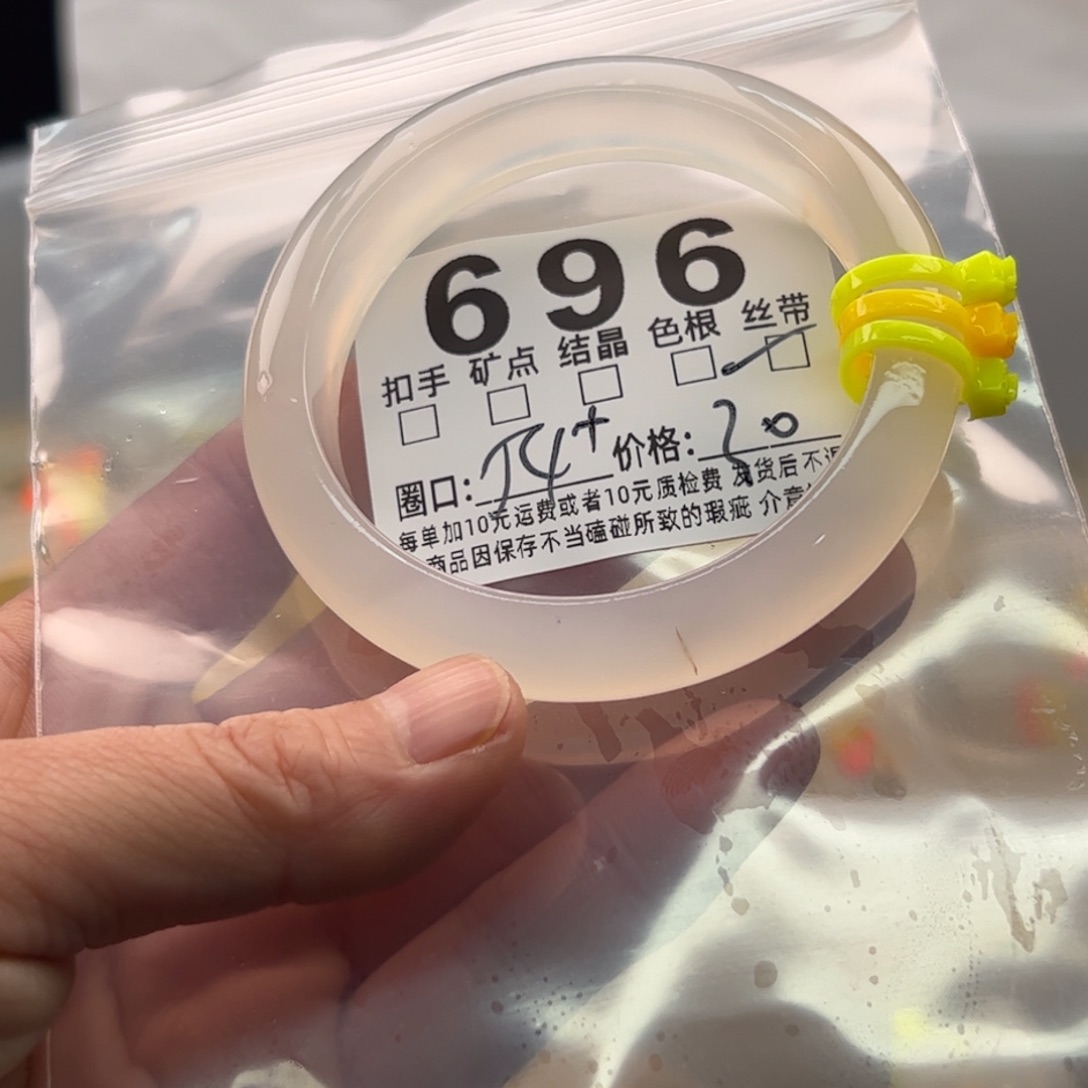 696
扣手 矿点 结晶 色根 丝带
圈口: 54+ 价格: 30
每单加10元运费或者10元质检费 发货后不退
商品因保存不当磕碰所致的瑕疵 介意